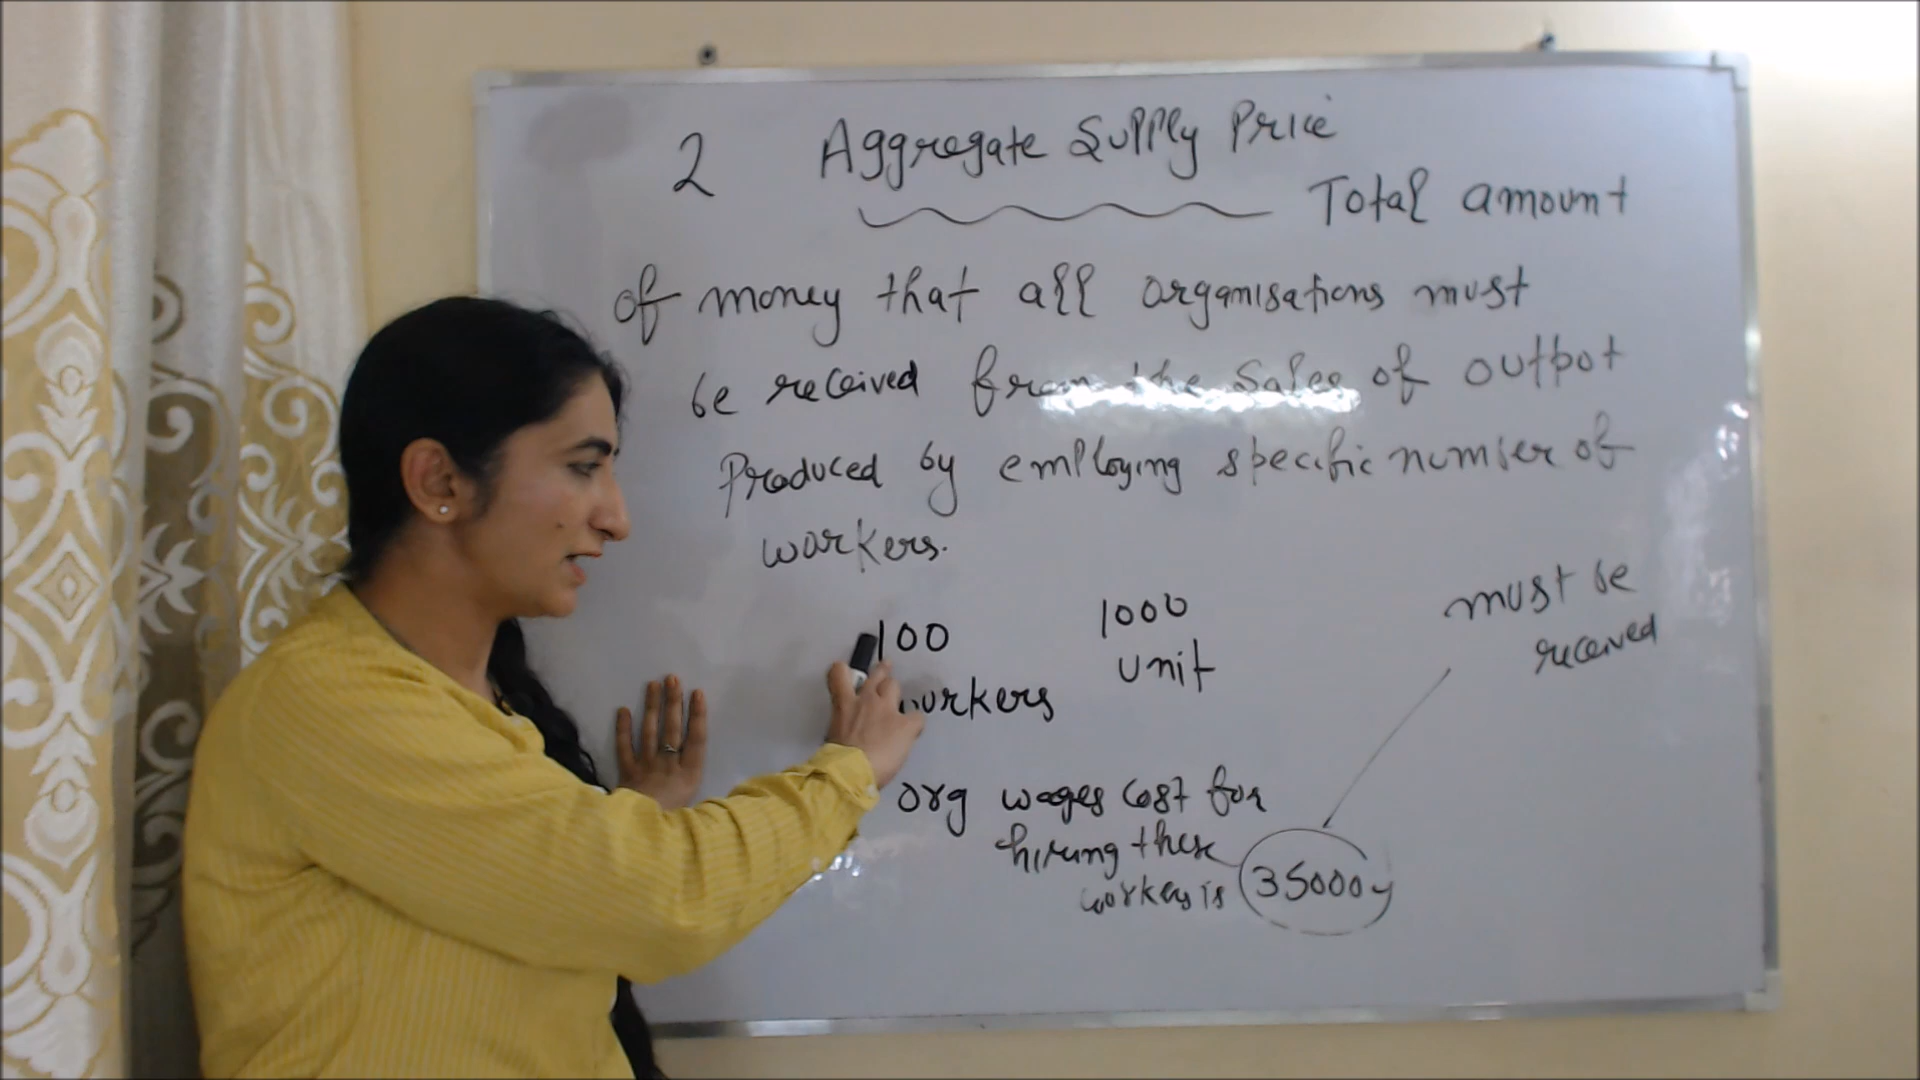 2 Aggregate Supply Price
Total amount
of money that all organisations must
be received from the sales of output
Produced by employing specific number of
workers.
100 1000
workers unit
must be
received
org wages cost for
hiring these
workers is 35000